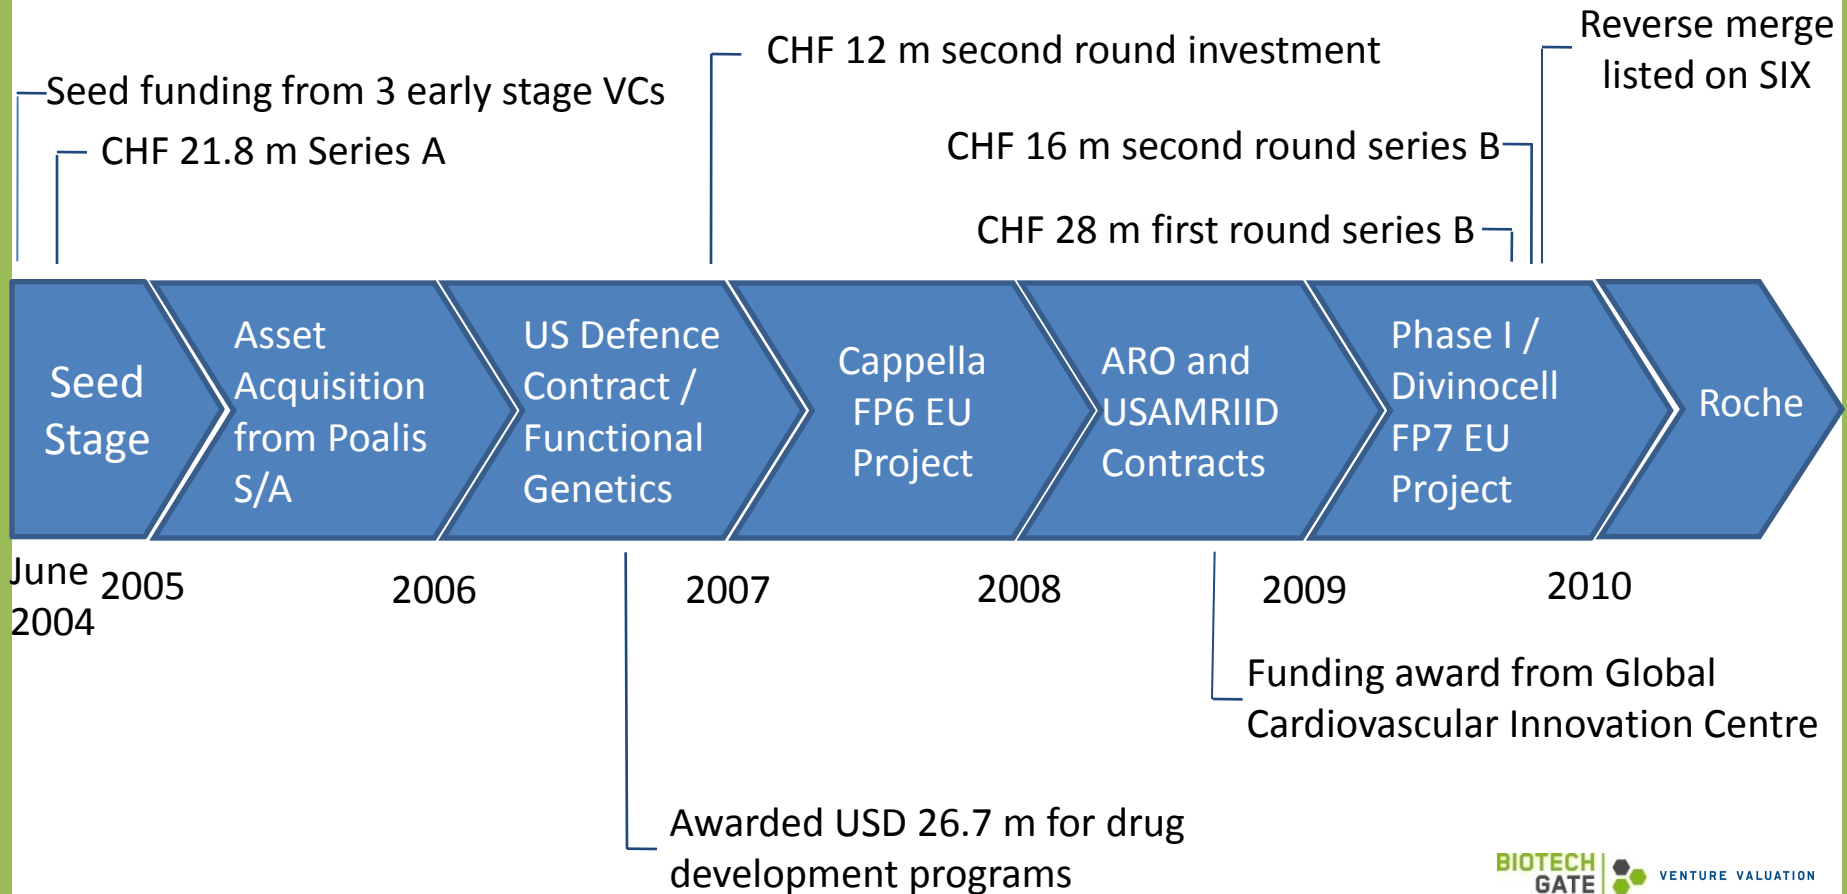 Seed funding from 3 early stage VCs
CHF 21.8 m Series A
CHF 12 m second round investment
Reverse merge
listed on SIX
CHF 16 m second round series B
CHF 28 m first round series B
Seed
Stage
Asset
Acquisition
from Poalis
S/A
US Defence
Contract /
Functional
Genetics
Cappella
FP6 EU
Project
ARO and
USAMRIID
Contracts
Phase I /
Divinocell
FP7 EU
Project
Roche
June
2004
2005
2006
2007
2008
2009
2010
Funding award from Global
Cardiovascular Innovation Centre
Awarded USD 26.7 m for drug
development programs
BIOTECH
GATE
VENTURE VALUATION